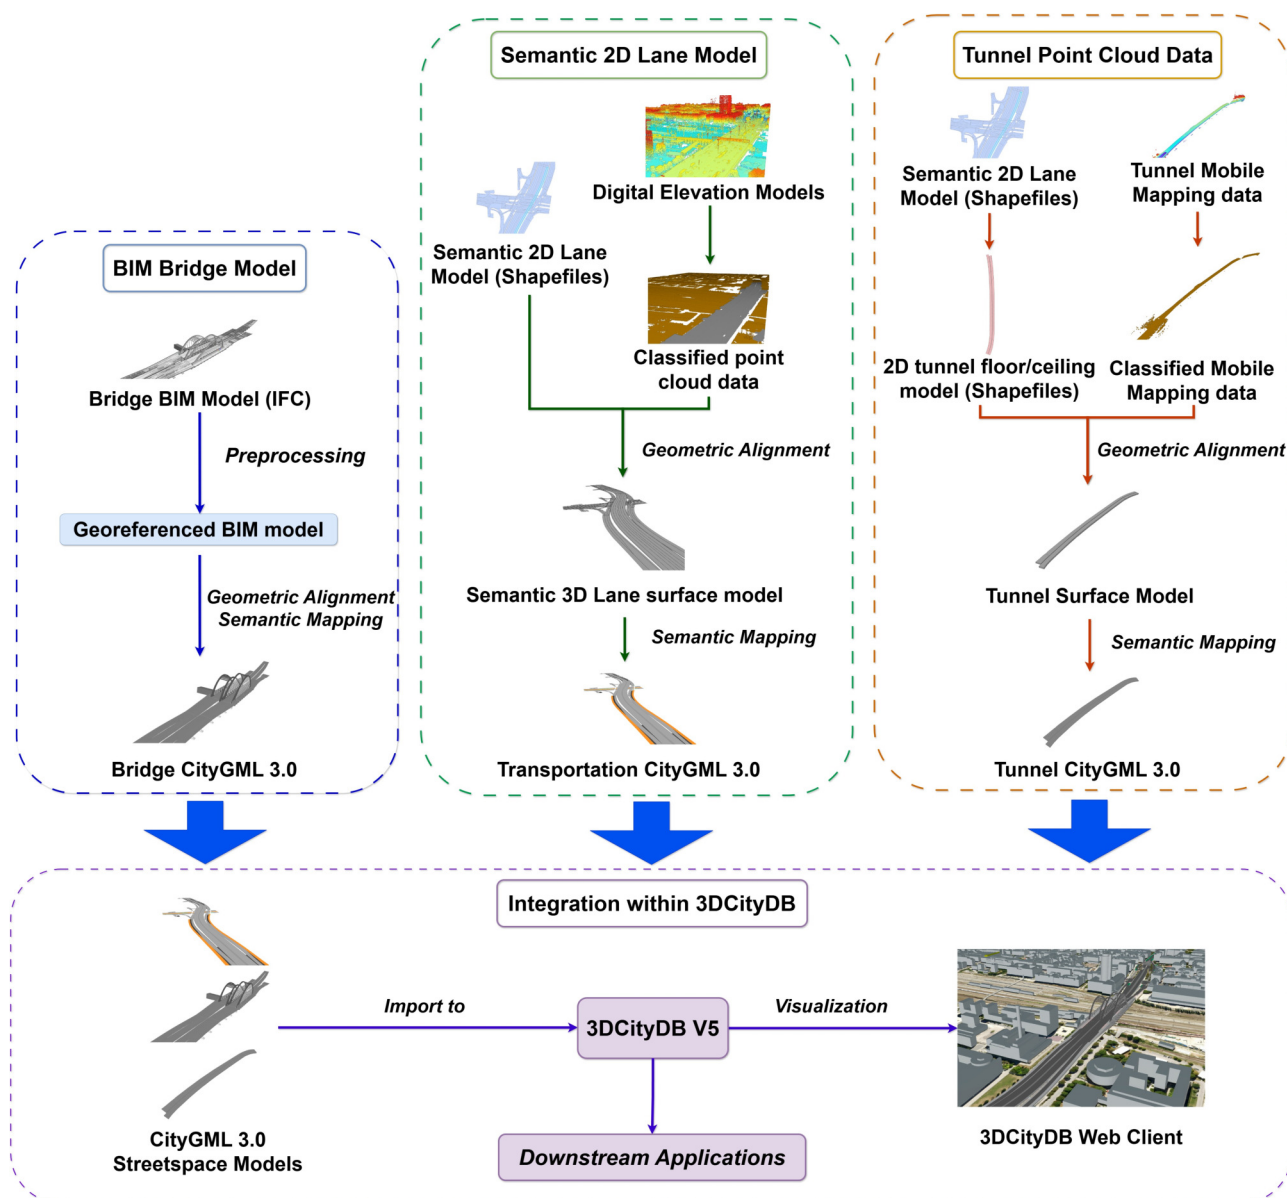 BIM Bridge Model
Bridge BIM Model (IFC)
Preprocessing
Georeferenced BIM model
Geometric Alignment
Semantic Mapping
Bridge CityGML 3.0
Semantic 2D Lane Model
Digital Elevation Models
Semantic 2D Lane
Model (Shapefiles)
Classified point
cloud data
Geometric Alignment
Semantic 3D Lane surface model
Semantic Mapping
Transportation CityGML 3.0
Tunnel Point Cloud Data
Semantic 2D Lane
Model (Shapefiles)
Tunnel Mobile
Mapping data
2D tunnel floor/ceiling
model (Shapefiles)
Classified Mobile
Mapping data
Geometric Alignment
Tunnel Surface Model
Semantic Mapping
Tunnel CityGML 3.0
Integration within 3DCityDB
CityGML 3.0
Streetspace Models
Import to
3DCityDB V5
Visualization
3DCityDB Web Client
Downstream Applications